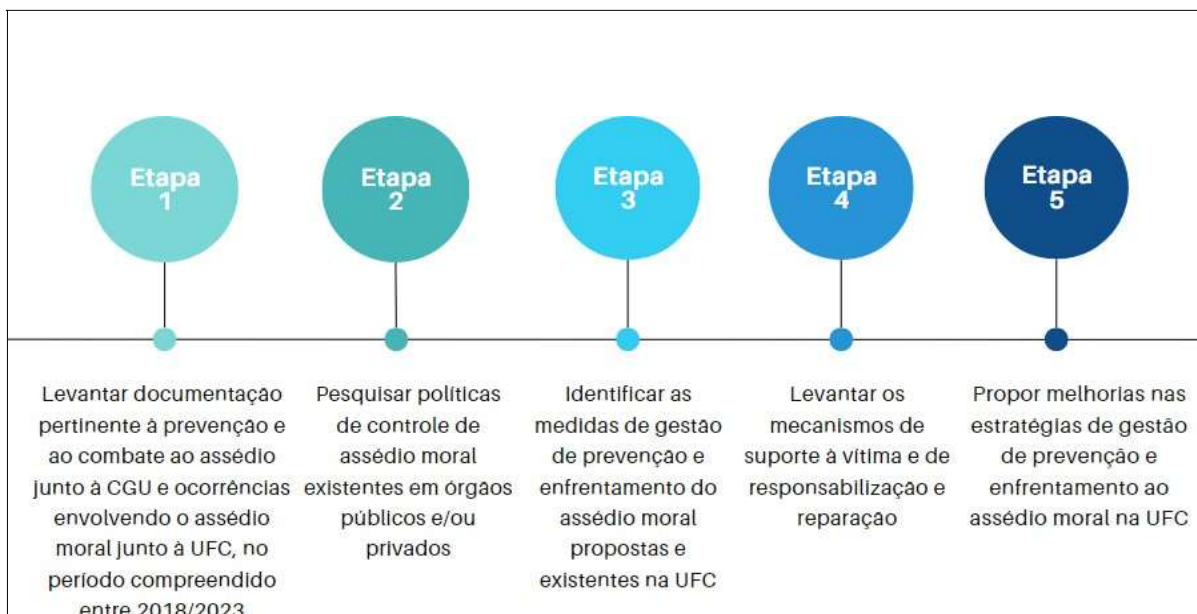 Etapa
1
Etapa
2
Etapa
3
Etapa
4
Etapa
5
Levantar documentação
pertinente à prevenção e
ao combate ao assédio
junto à CGU e ocorrências
envolvendo o assédio
moral junto à UFC, no
período compreendido
entre 2018/2023
Pesquisar políticas
de controle de
assédio moral
existentes em órgãos
públicos e/ou
privados
Identificar as
medidas de gestão
de prevenção e
enfrentamento do
assédio moral
propostas e
existentes na UFC
Levantar os
mecanismos de
suporte à vítima e de
responsabilização e
reparação
Propor melhorias nas
estratégias de gestão
de prevenção e
enfrentamento ao
assédio moral na UFC